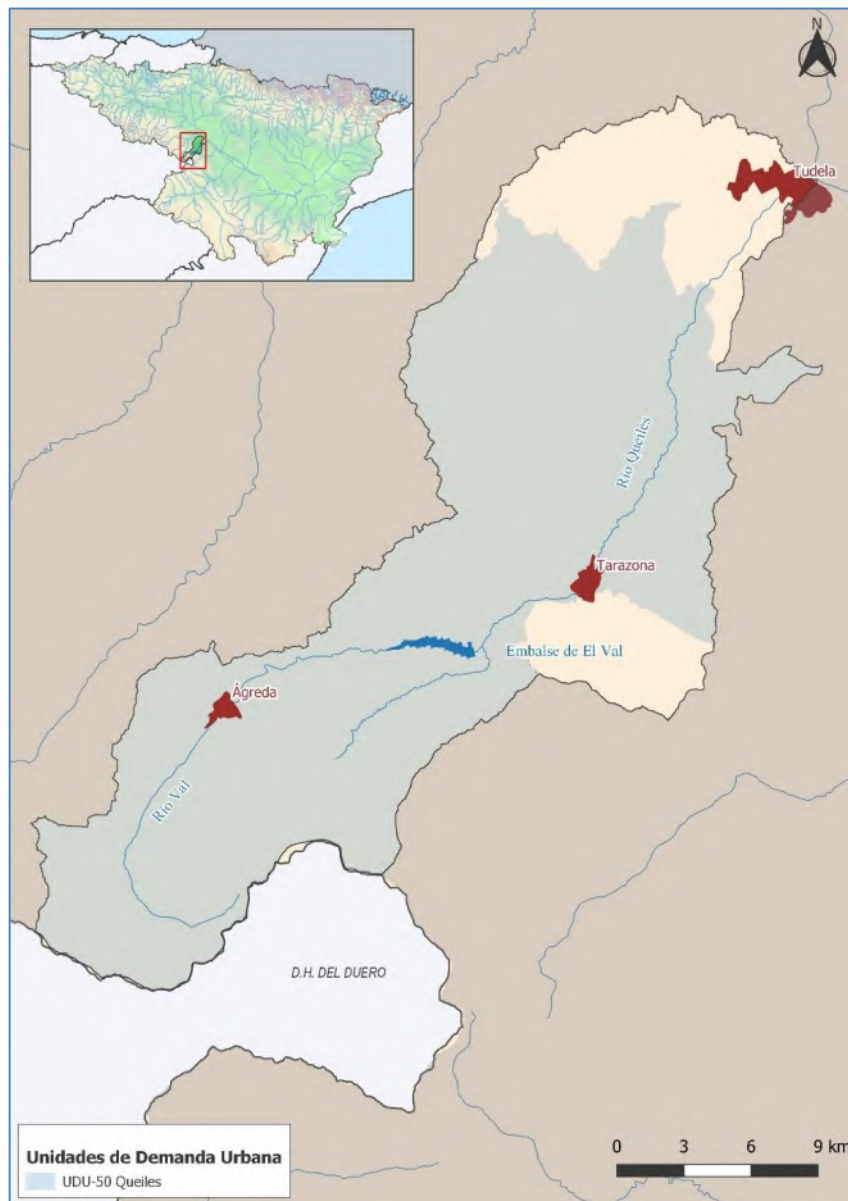 N
Tudela
Río Queiles
Tarazona
Embalse de El Val
Ágreda
Río Val
D.H. DEL DUERO
Unidades de Demanda Urbana
UDU-50 Queiles
0 3 6 9 km